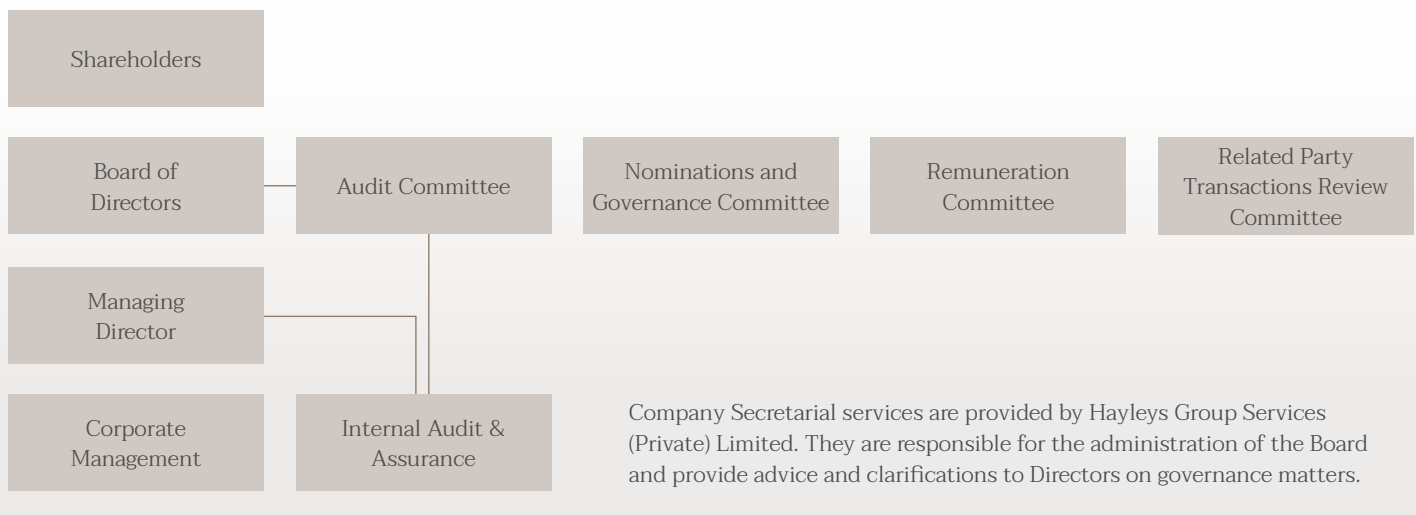 Shareholders
Board of
Directors
Audit Committee
Nominations and
Governance Committee
Remuneration
Committee
Related Party
Transactions Review
Committee
Managing
Director
Corporate
Management
Internal Audit &
Assurance
Company Secretarial services are provided by Hayleys Group Services
(Private) Limited. They are responsible for the administration of the Board
and provide advice and clarifications to Directors on governance matters.